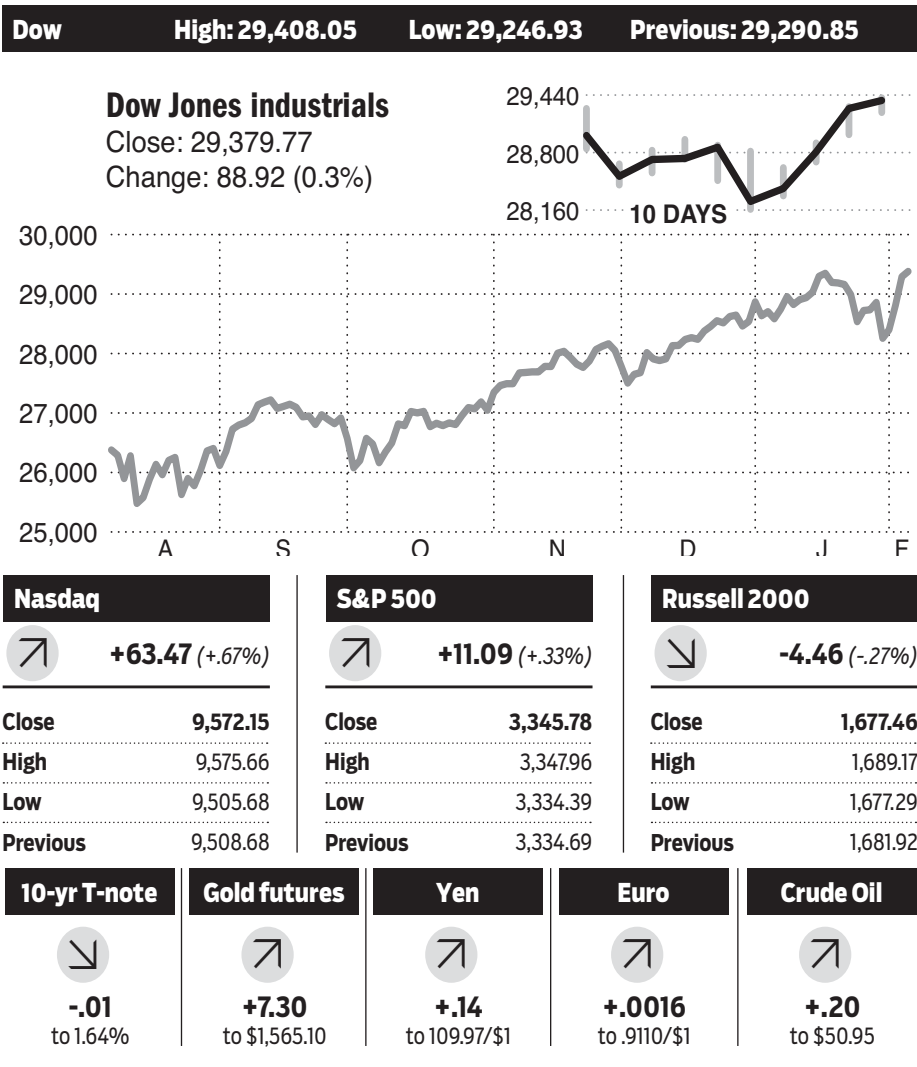 Dow High: 29,408.05 Low: 29,246.93 Previous: 29,290.85
Dow Jones industrials
Close: 29,379.77
Change: 88.92 (0.3%)
29,440
28,800
28,160
10 DAYS
30,000
29,000
28,000
27,000
26,000
25,000
A S O N D J F
Nasdaq
+63.47 (+.67%)
Close 9,572.15
High 9,575.66
Low 9,505.68
Previous 9,508.68
S&P 500
+11.09 (+.33%)
Close 3,345.78
High 3,347.96
Low 3,334.39
Previous 3,334.69
Russell 2000
-4.46 (-.27%)
Close 1,677.46
High 1,689.17
Low 1,677.29
Previous 1,681.92
10-yr T-note
-.01
to 1.64%
Gold futures
+7.30
to $1,565.10
Yen
+.14
to 109.97/$1
Euro
+.0016
to .9110/$1
Crude Oil
+.20
to $50.95